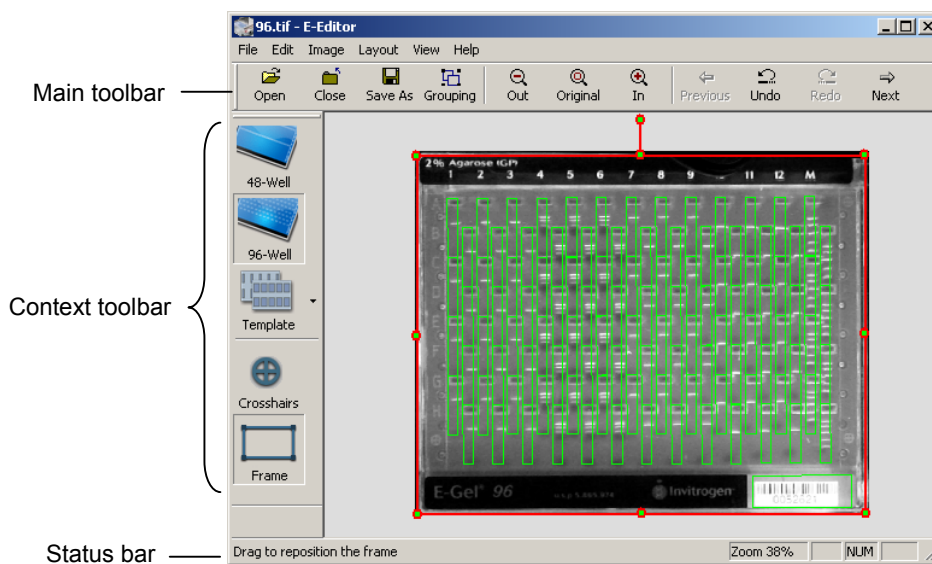 96.tif - E-Editor
File Edit Image Layout View Help
Main toolbar
Open Close Save As Grouping Out Original In Previous Undo Redo Next
48-Well
96-Well
Context toolbar
Template
Crosshairs
Frame
2% Agarose (GP)
1 2 3 4 5 6 7 8 9 11 12 M
A
B
C
D
E
F
G
H
E-Gel® 96 Invitrogen™
0052621
Status bar
Drag to reposition the frame Zoom 38% NUM